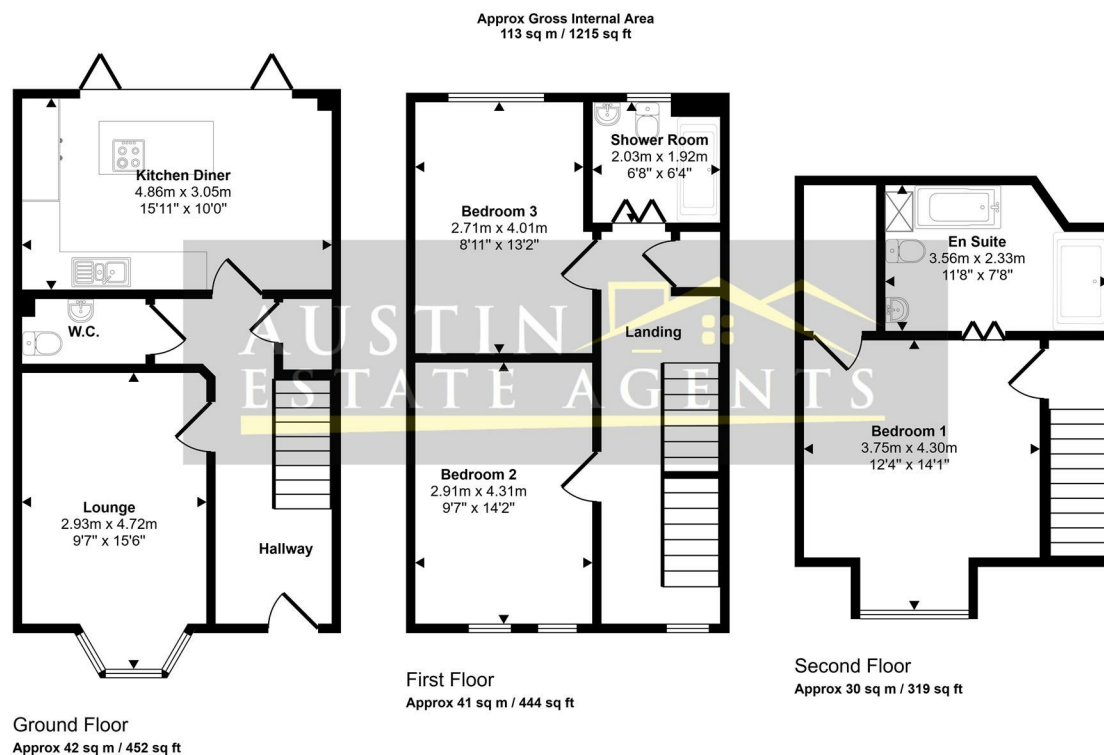 Approx Gross Internal Area
113 sq m / 1215 sq ft
Kitchen Diner
4.86m x 3.05m
15'11" x 10'0"
W.C.
Lounge
2.93m x 4.72m
9'7" x 15'6"
Hallway
Ground Floor
Approx 42 sq m / 452 sq ft
Shower Room
2.03m x 1.92m
6'8" x 6'4"
Bedroom 3
2.71m x 4.01m
8'11" x 13'2"
Landing
Bedroom 2
2.91m x 4.31m
9'7" x 14'2"
First Floor
Approx 41 sq m / 444 sq ft
En Suite
3.56m x 2.33m
11'8" x 7'8"
Bedroom 1
3.75m x 4.30m
12'4" x 14'1"
Second Floor
Approx 30 sq m / 319 sq ft
AUSTIN
ESTATE AGENTS